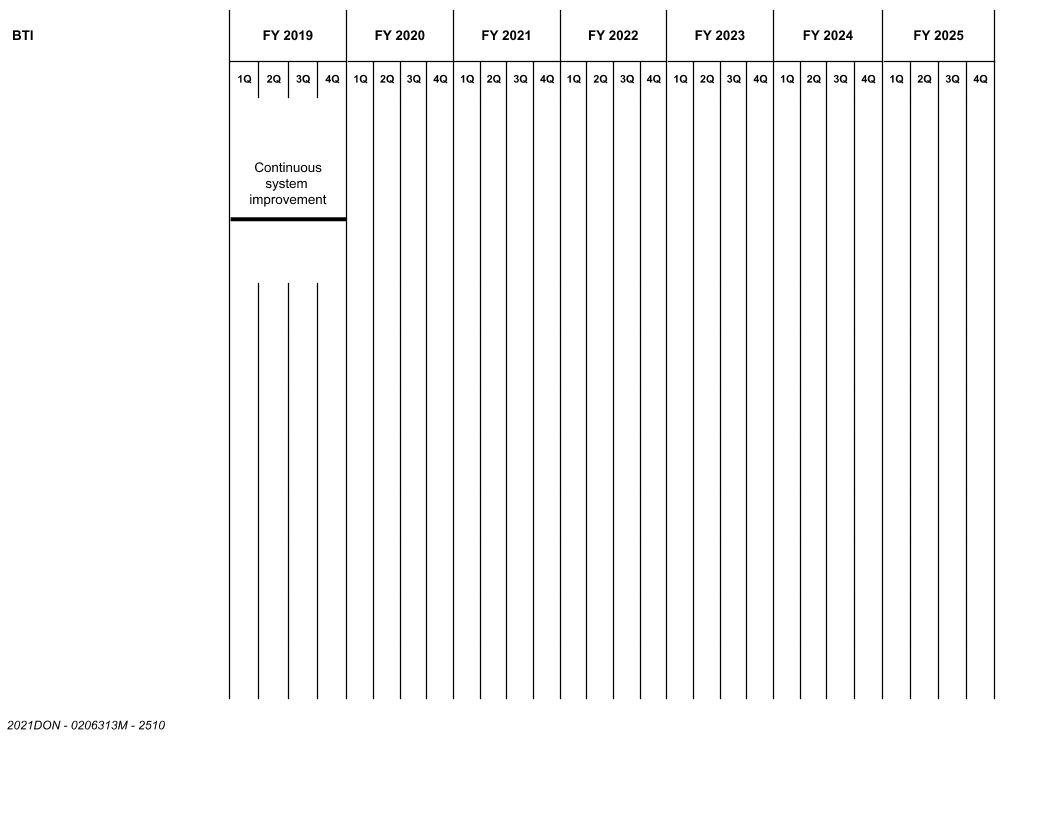 BTI FY 2019 FY 2020 FY 2021 FY 2022 FY 2023 FY 2024 FY 2025
1Q 2Q 3Q 4Q 1Q 2Q 3Q 4Q 1Q 2Q 3Q 4Q 1Q 2Q 3Q 4Q 1Q 2Q 3Q 4Q 1Q 2Q 3Q 4Q 1Q 2Q 3Q 4Q
Continuous
system
improvement
2021DON - 0206313M - 2510